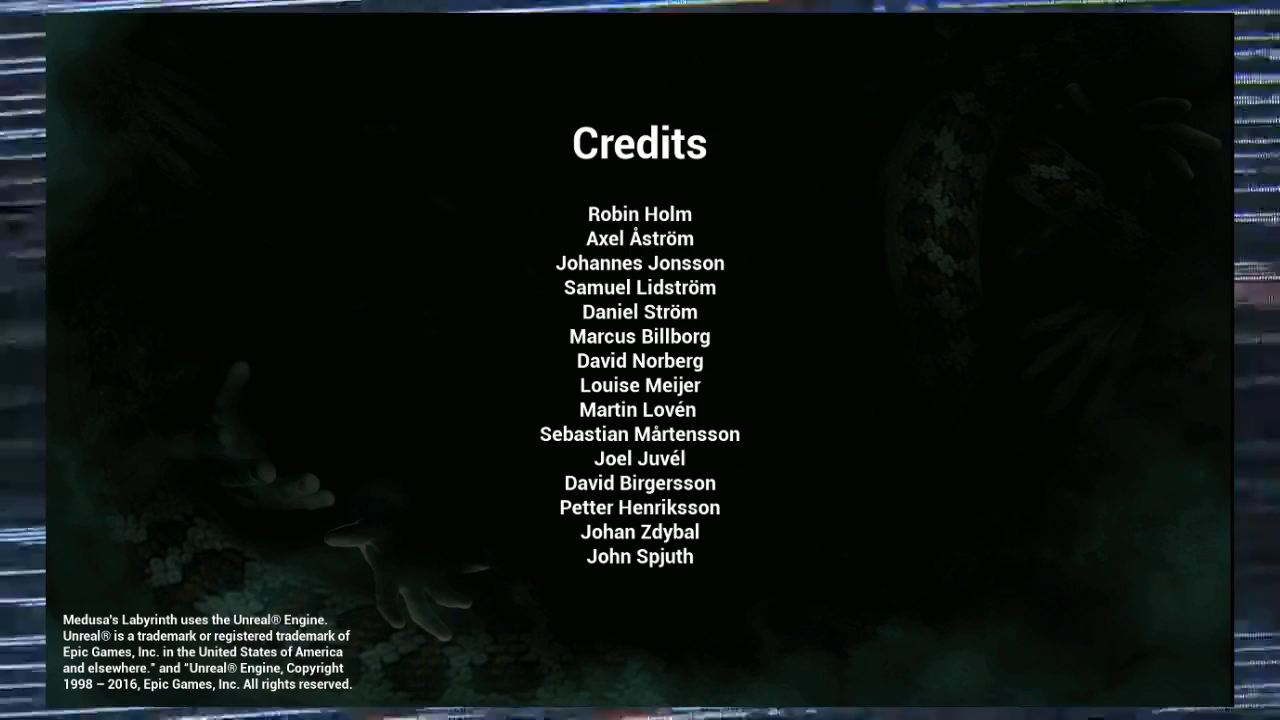 Credits
Robin Holm
Axel Åström
Johannes Jonsson
Samuel Lidström
Daniel Ström
Marcus Billborg
David Norberg
Louise Meijer
Martin Lovén
Sebastian Mårtensson
Joel Juvél
David Birgersson
Petter Henriksson
Johan Zdybal
John Spjuth
Medusa's Labyrinth uses the Unreal® Engine.
Unreal® is a trademark or registered trademark of
Epic Games, Inc. in the United States of America
and elsewhere.” and “Unreal® Engine, Copyright
1998 – 2016, Epic Games, Inc. All rights reserved.